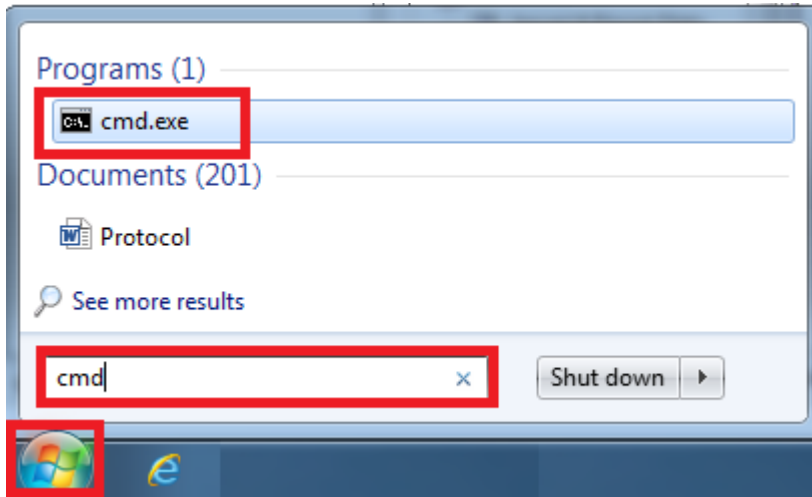 Programs (1)
cmd.exe
Documents (201)
Protocol
See more results
cmd
Shut down